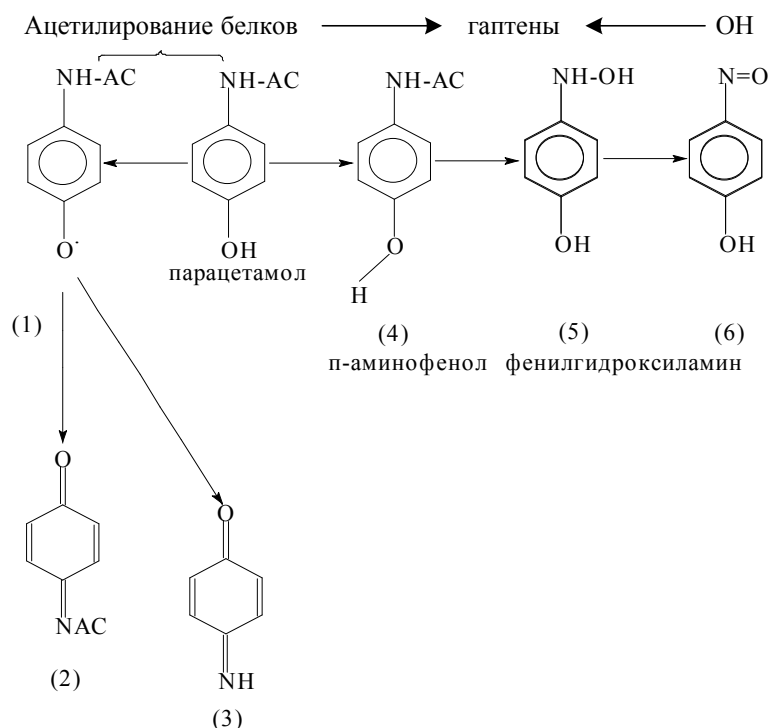 Ацетилирование белков гаптены OH
NH-AC NH-AC NH-AC NH-OH N=O
O· OH O OH OH
парацетамол
H
(1) (4) (5) (6)
п-аминофенол фенилгидроксиламин
O O
NAC NH
(2) (3)